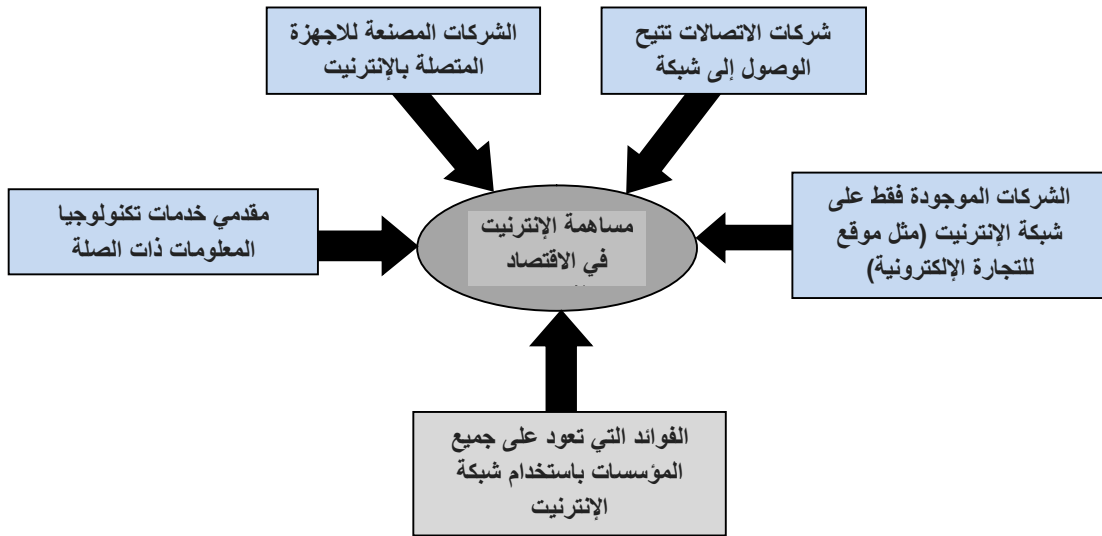 شركات الاتصالات تتيح
الوصول إلى شبكة
الشركات المصنعة للاجهزة
المتصلة بالإنترنيت
الشركات الموجودة فقط على
شبكة الإنترنيت (مثل موقع
للتجارة الإلكترونية)
مساهمة الإنترنيت
في الاقتصاد
مقدمي خدمات تكنولوجيا
المعلومات ذات الصلة
الفوائد التي تعود على جميع
المؤسسات باستخدام شبكة
الإنترنيت